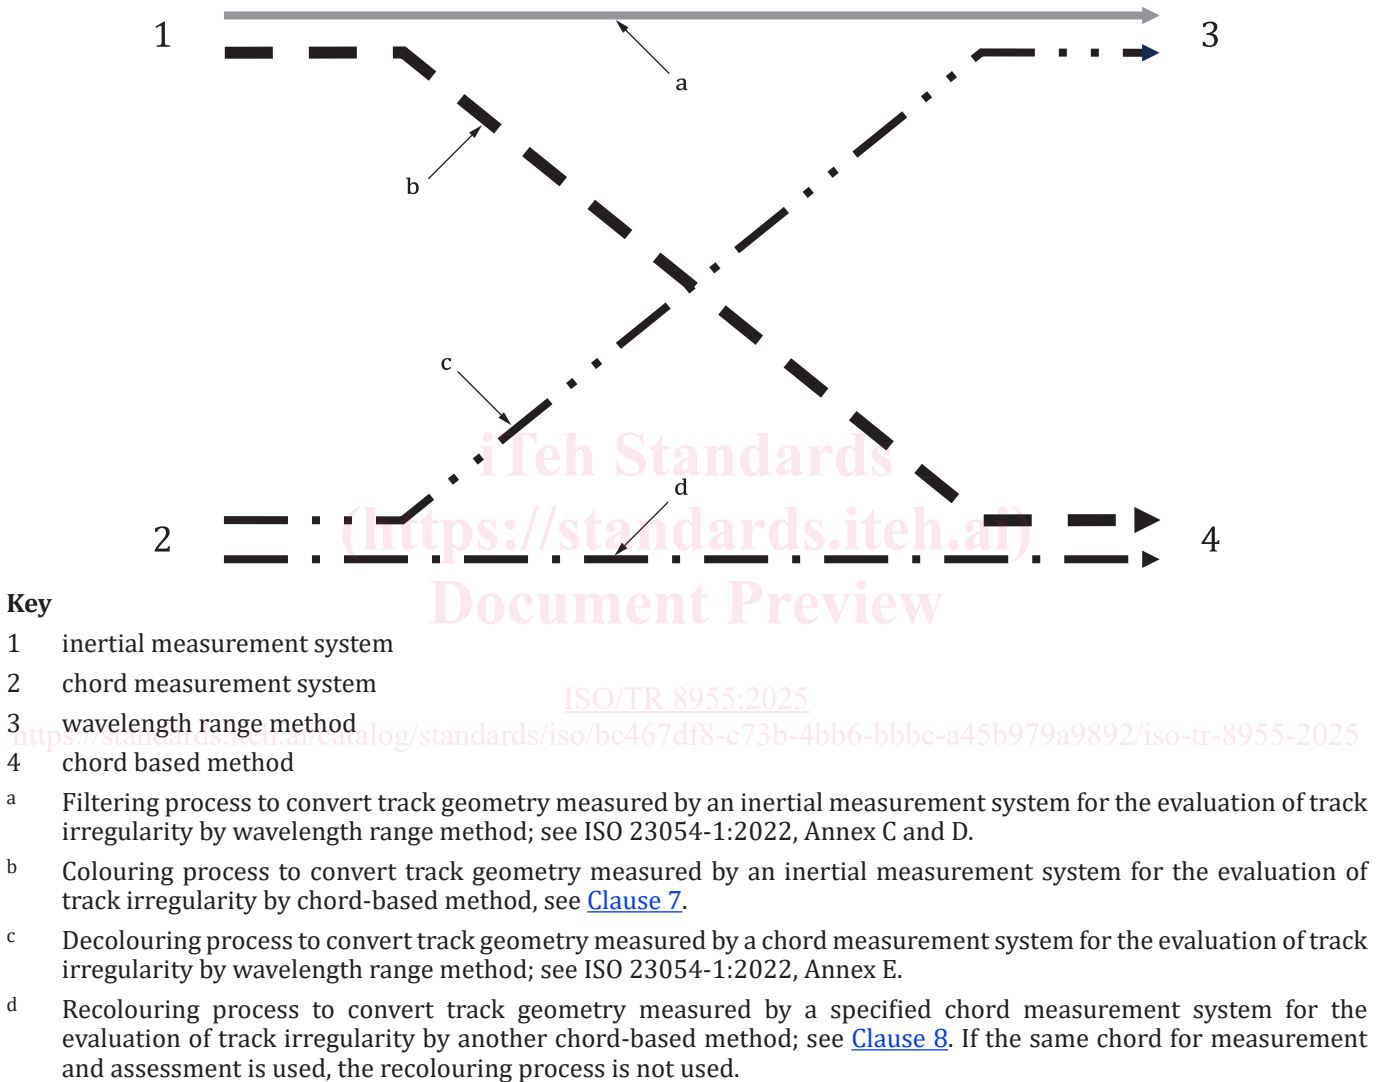 1
3
a
b
c
iTeh Standards
d
(https://standards.iteh.ai)
2
4
Document Preview
Key
1 inertial measurement system
2 chord measurement system
ISO/TR 8955:2025
3 wavelength range method
https://standards.iteh.ai/catalog/standards/iso/bc467df8-c73b-4bb6-bbbc-a45b979a9892/iso-tr-8955-2025
4 chord based method
a Filtering process to convert track geometry measured by an inertial measurement system for the evaluation of track
irregularity by wavelength range method; see ISO 23054-1:2022, Annex C and D.
b Colouring process to convert track geometry measured by an inertial measurement system for the evaluation of
track irregularity by chord-based method, see Clause 7.
c Decolouring process to convert track geometry measured by a chord measurement system for the evaluation of track
irregularity by wavelength range method; see ISO 23054-1:2022, Annex E.
d Recolouring process to convert track geometry measured by a specified chord measurement system for the
evaluation of track irregularity by another chord-based method; see Clause 8. If the same chord for measurement
and assessment is used, the recolouring process is not used.